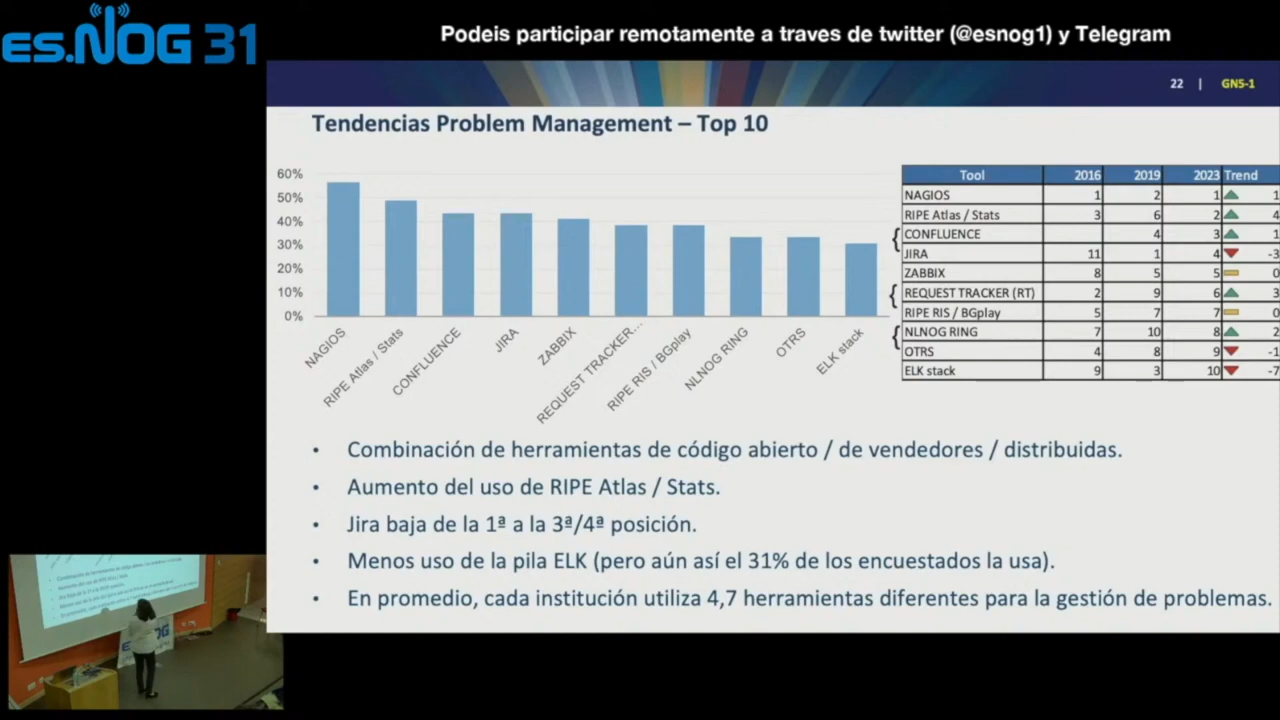 es.NOG 31
Podeis participar remotamente a traves de twitter (@esnog1) y Telegram
22 | GN5-1
Tendencias Problem Management – Top 10
60%
50%
40%
30%
20%
10%
0%
NAGIOS
RIPE Atlas / Stats
CONFLUENCE
JIRA
ZABBIX
REQUEST TRACKER...
RIPE RIS / BGplay
NLNOG RING
OTRS
ELK stack
Tool 2016 2019 2023 Trend
NAGIOS 1 2 1 1
RIPE Atlas / Stats 3 6 2 4
CONFLUENCE 4 3 1
JIRA 11 1 4 -3
ZABBIX 8 5 5 0
REQUEST TRACKER (RT) 2 9 6 3
RIPE RIS / BGplay 5 7 7 0
NLNOG RING 7 10 8 2
OTRS 4 8 9 -1
ELK stack 9 3 10 -7
• Combinación de herramientas de código abierto / de vendedores / distribuidas.
• Aumento del uso de RIPE Atlas / Stats.
• Jira baja de la 1ª a la 3ª/4ª posición.
• Menos uso de la pila ELK (pero aún así el 31% de los encuestados la usa).
• En promedio, cada institución utiliza 4,7 herramientas diferentes para la gestión de problemas.